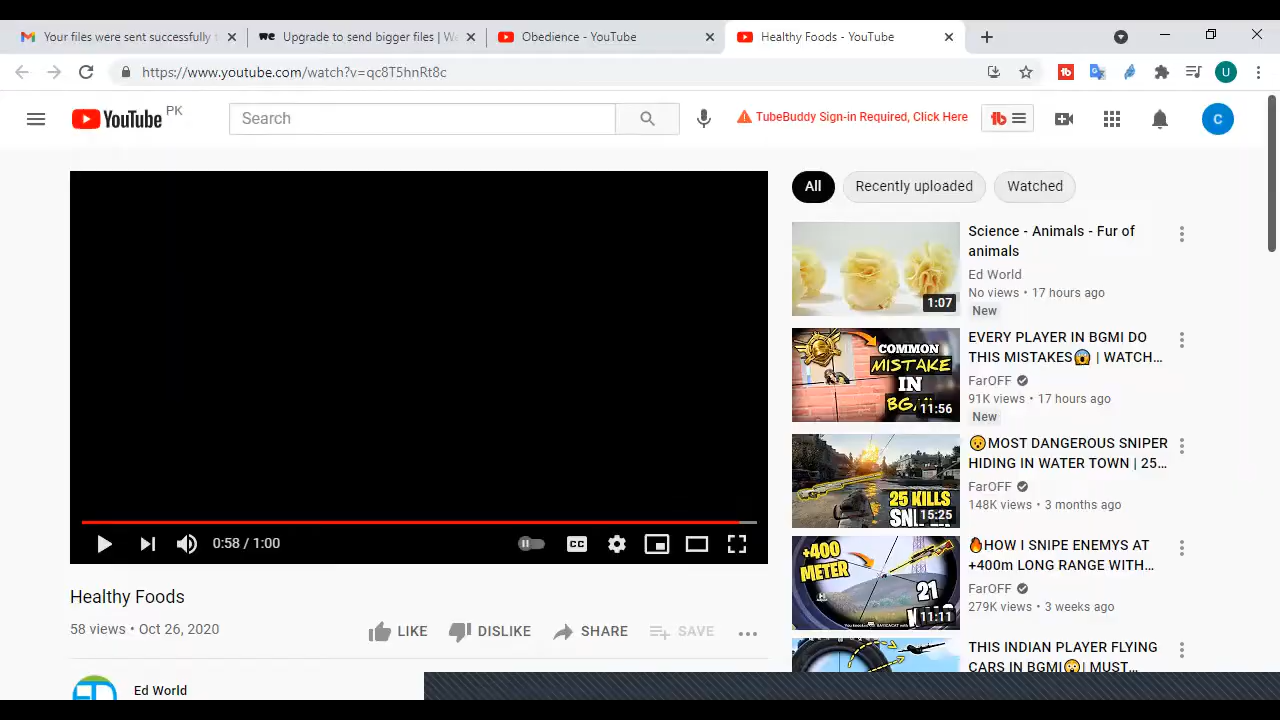 Your files were sent successfully t
we Upgrade to send bigger files | We
Obedience - YouTube
Healthy Foods - YouTube
https://www.youtube.com/watch?v=qc8T5hnRt8c
U
YouTube PK
Search
TubeBuddy Sign-in Required, Click Here
tb
C
All
Recently uploaded
Watched
Science - Animals - Fur of
animals
Ed World
No views • 17 hours ago
New
1:07
COMMON
MISTAKE
IN
11:56
EVERY PLAYER IN BGMI DO
THIS MISTAKES😱 | WATCH...
FarOFF
91K views • 17 hours ago
New
25 KILLS
15:25
😯MOST DANGEROUS SNIPER
HIDING IN WATER TOWN | 25...
FarOFF
148K views • 3 months ago
+400
METER
21
11:11
🔥HOW I SNIPE ENEMYS AT
+400m LONG RANGE WITH...
FarOFF
279K views • 3 weeks ago
THIS INDIAN PLAYER FLYING
CARS IN BGMI😳| MUST...
0:58 / 1:00
CC
Healthy Foods
58 views • Oct 26, 2020
LIKE
DISLIKE
SHARE
SAVE
Ed World